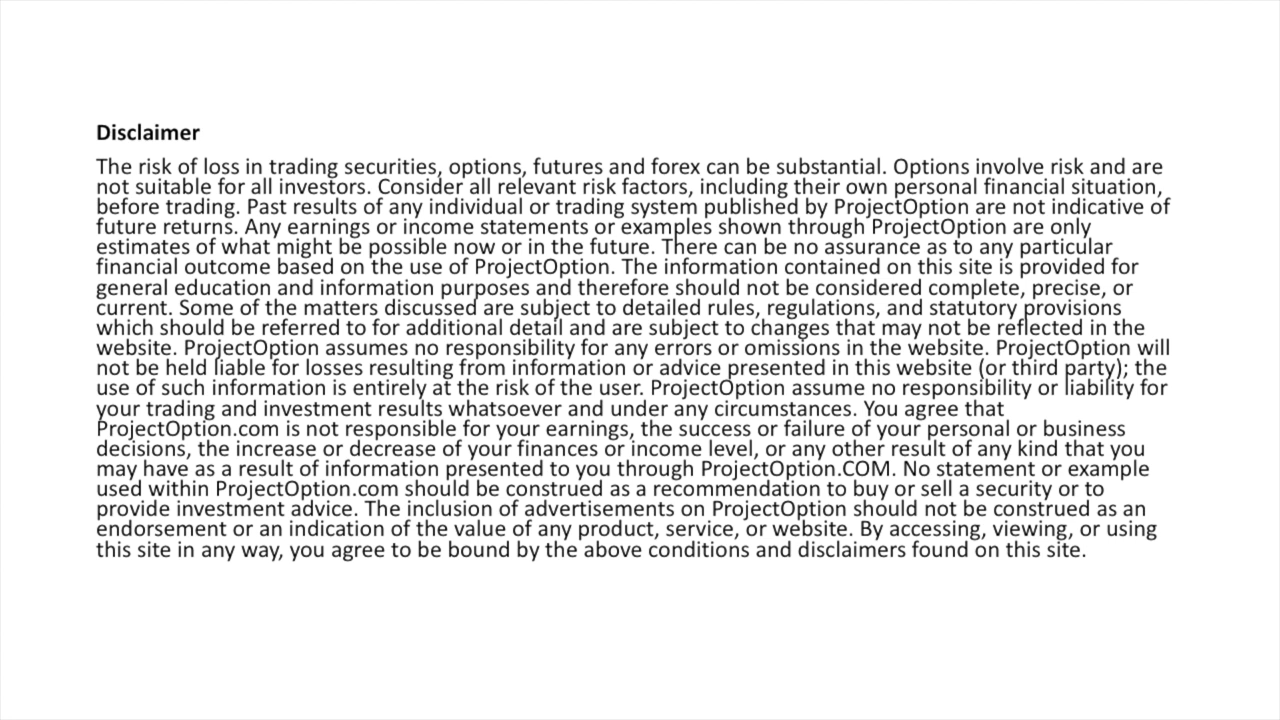 Disclaimer
The risk of loss in trading securities, options, futures and forex can be substantial. Options involve risk and are
not suitable for all investors. Consider all relevant risk factors, including their own personal financial situation,
before trading. Past results of any individual or trading system published by ProjectOption are not indicative of
future returns. Any earnings or income statements or examples shown through ProjectOption are only
estimates of what might be possible now or in the future. There can be no assurance as to any particular
financial outcome based on the use of ProjectOption. The information contained on this site is provided for
general education and information purposes and therefore should not be considered complete, precise, or
current. Some of the matters discussed are subject to detailed rules, regulations, and statutory provisions
which should be referred to for additional detail and are subject to changes that may not be reflected in the
website. ProjectOption assumes no responsibility for any errors or omissions in the website. ProjectOption will
not be held liable for losses resulting from information or advice presented in this website (or third party); the
use of such information is entirely at the risk of the user. ProjectOption assume no responsibility or liability for
your trading and investment results whatsoever and under any circumstances. You agree that
ProjectOption.com is not responsible for your earnings, the success or failure of your personal or business
decisions, the increase or decrease of your finances or income level, or any other result of any kind that you
may have as a result of information presented to you through ProjectOption.COM. No statement or example
used within ProjectOption.com should be construed as a recommendation to buy or sell a security or to
provide investment advice. The inclusion of advertisements on ProjectOption should not be construed as an
endorsement or an indication of the value of any product, service, or website. By accessing, viewing, or using
this site in any way, you agree to be bound by the above conditions and disclaimers found on this site.